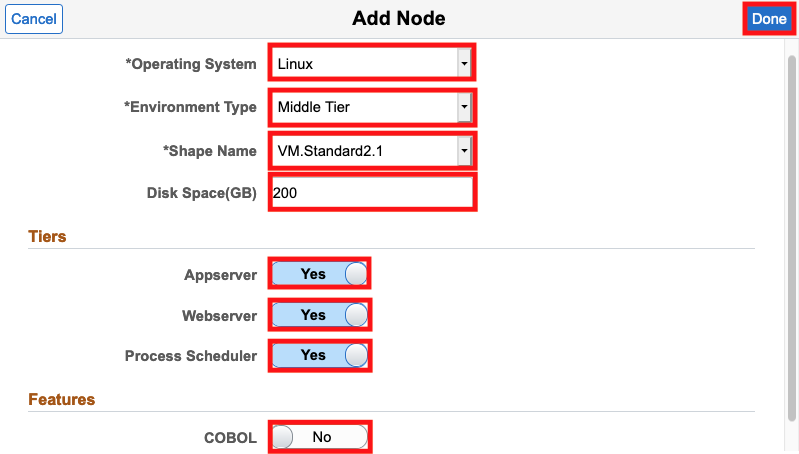 Cancel Add Node Done
*Operating System Linux
*Environment Type Middle Tier
*Shape Name VM.Standard2.1
Disk Space(GB) 200
Tiers
Appserver Yes
Webserver Yes
Process Scheduler Yes
Features
COBOL No